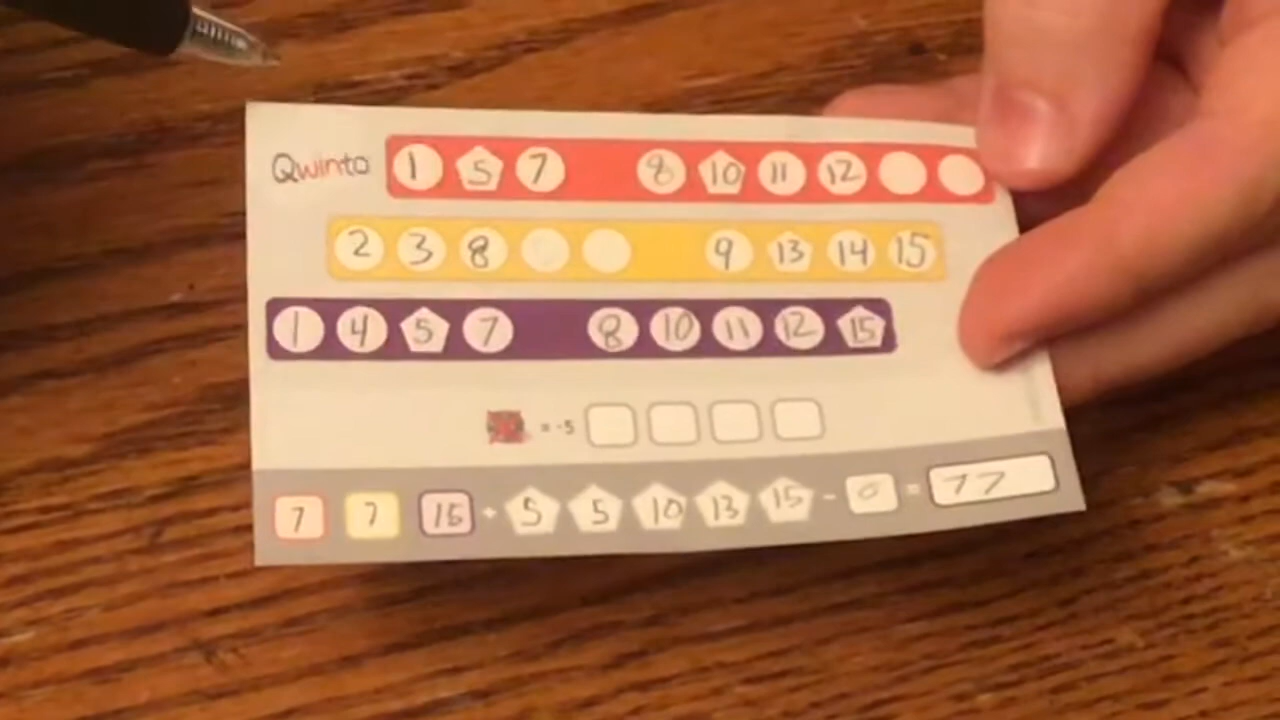 Qwinto 1 5 7 8 10 11 12
2 3 8 9 13 14 15
1 4 5 7 8 10 11 12 15
= -5
7 7 15 + 5 5 10 13 15 - 0 = 77